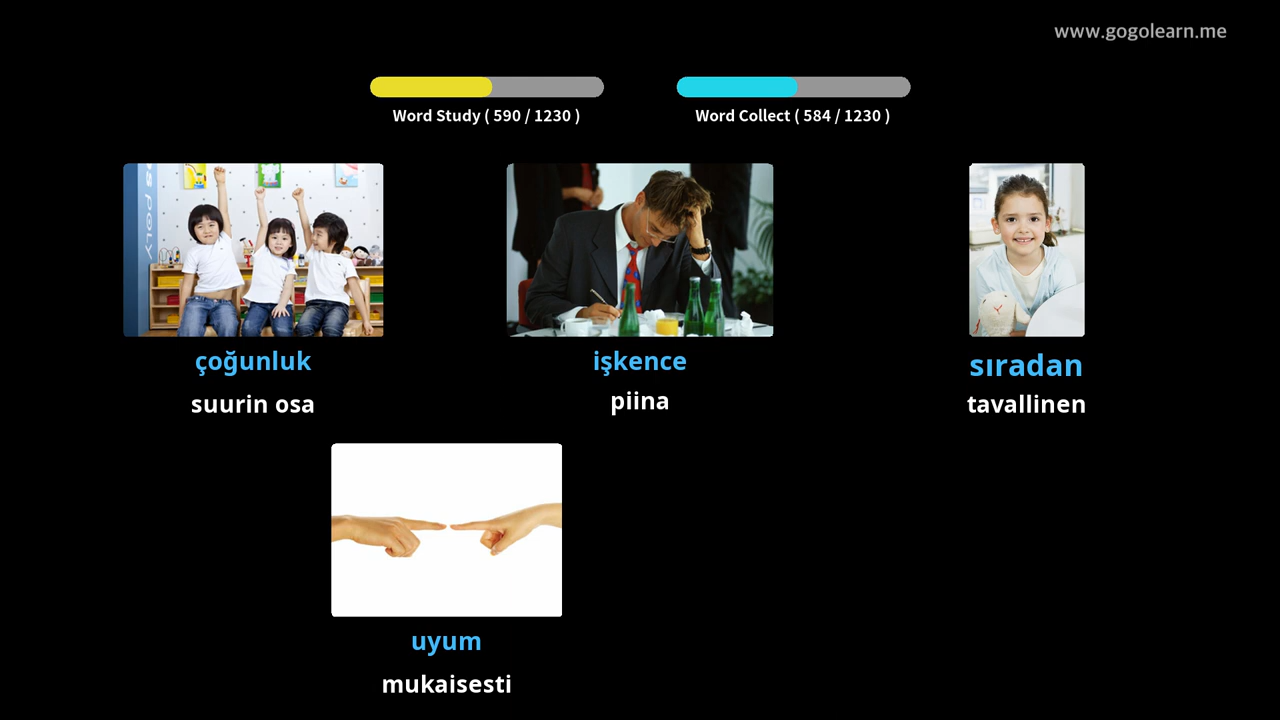 www.gogolearn.me
Word Study ( 590 / 1230 )
Word Collect ( 584 / 1230 )
çoğunluk
suurin osa
işkence
piina
sıradan
tavallinen
uyum
mukaisesti